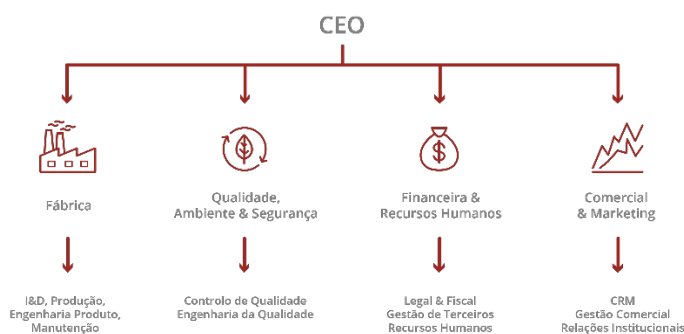 CEO
Fábrica
Qualidade,
Ambiente & Segurança
Financeira &
Recursos Humanos
Comercial
& Marketing
I&D, Produção,
Engenharia Produto,
Manutenção
Controlo de Qualidade
Engenharia da Qualidade
Legal & Fiscal
Gestão de Terceiros
Recursos Humanos
CRM
Gestão Comercial
Relações Institucionais